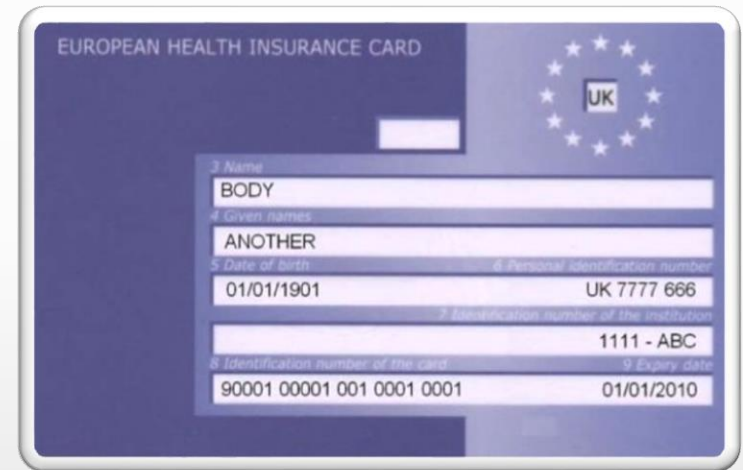 EUROPEAN HEALTH INSURANCE CARD
UK
3 Name
BODY
4 Given names
ANOTHER
5 Date of birth 6 Personal identification number
01/01/1901 UK 7777 666
7 Identification number of the institution
1111 - ABC
8 Identification number of the card 9 Expiry date
90001 00001 001 0001 0001 01/01/2010